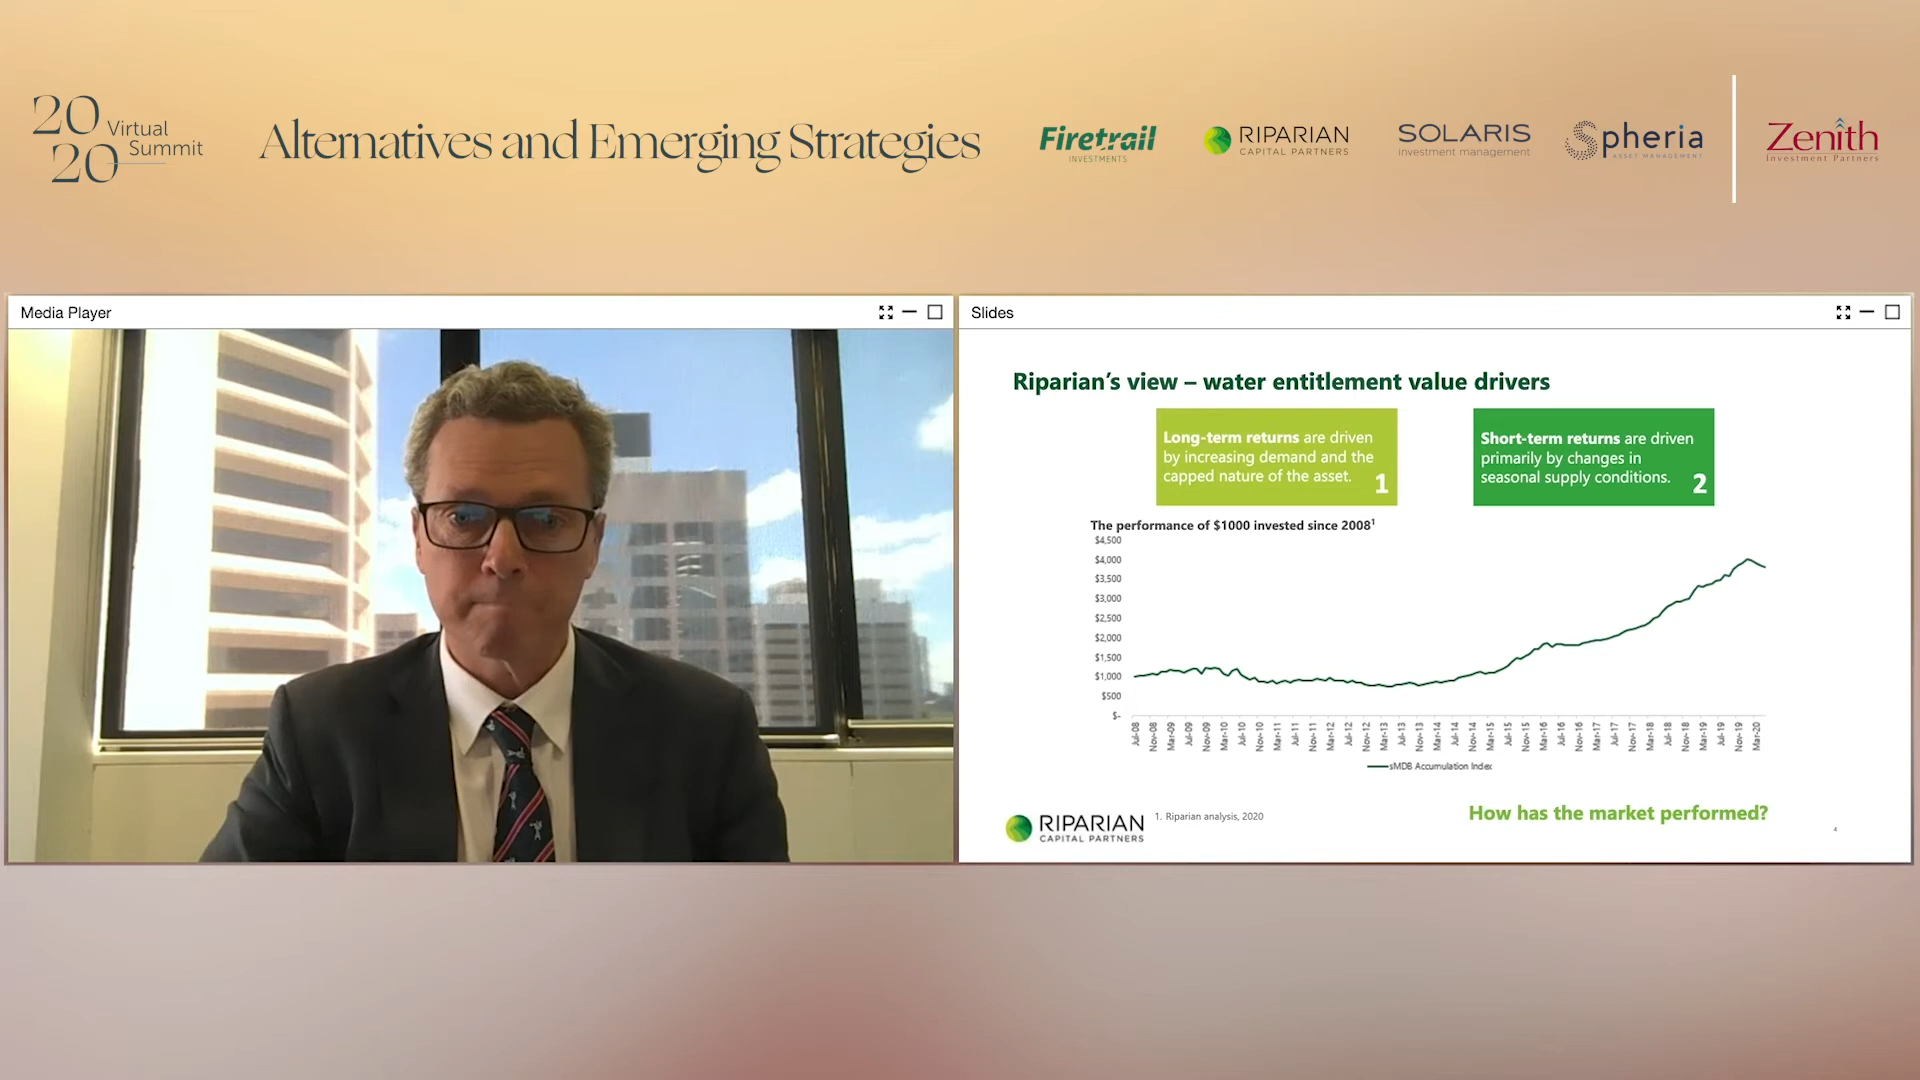 20
20
Virtual
Summit
Alternatives and Emerging Strategies
Firetrail
INVESTMENTS
RIPARIAN
CAPITAL PARTNERS
SOLARIS
investment management
Spheria
ASSET MANAGEMENT
Zenith
Investment Partners
Media Player
Slides
Riparian’s view – water entitlement value drivers
Long-term returns are driven
by increasing demand and the
capped nature of the asset.
1
Short-term returns are driven
primarily by changes in
seasonal supply conditions.
2
The performance of $1000 invested since 2008¹
$4,500
$4,000
$3,500
$3,000
$2,500
$2,000
$1,500
$1,000
$500
$-
Jul-08
Nov-08
Mar-09
Jul-09
Nov-09
Mar-10
Jul-10
Nov-10
Mar-11
Jul-11
Nov-11
Mar-12
Jul-12
Nov-12
Mar-13
Jul-13
Nov-13
Mar-14
Jul-14
Nov-14
Mar-15
Jul-15
Nov-15
Mar-16
Jul-16
Nov-16
Mar-17
Jul-17
Nov-17
Mar-18
Jul-18
Nov-18
Mar-19
Jul-19
Nov-19
Mar-20
sMDB Accumulation Index
RIPARIAN
CAPITAL PARTNERS
1. Riparian analysis, 2020
How has the market performed?
4